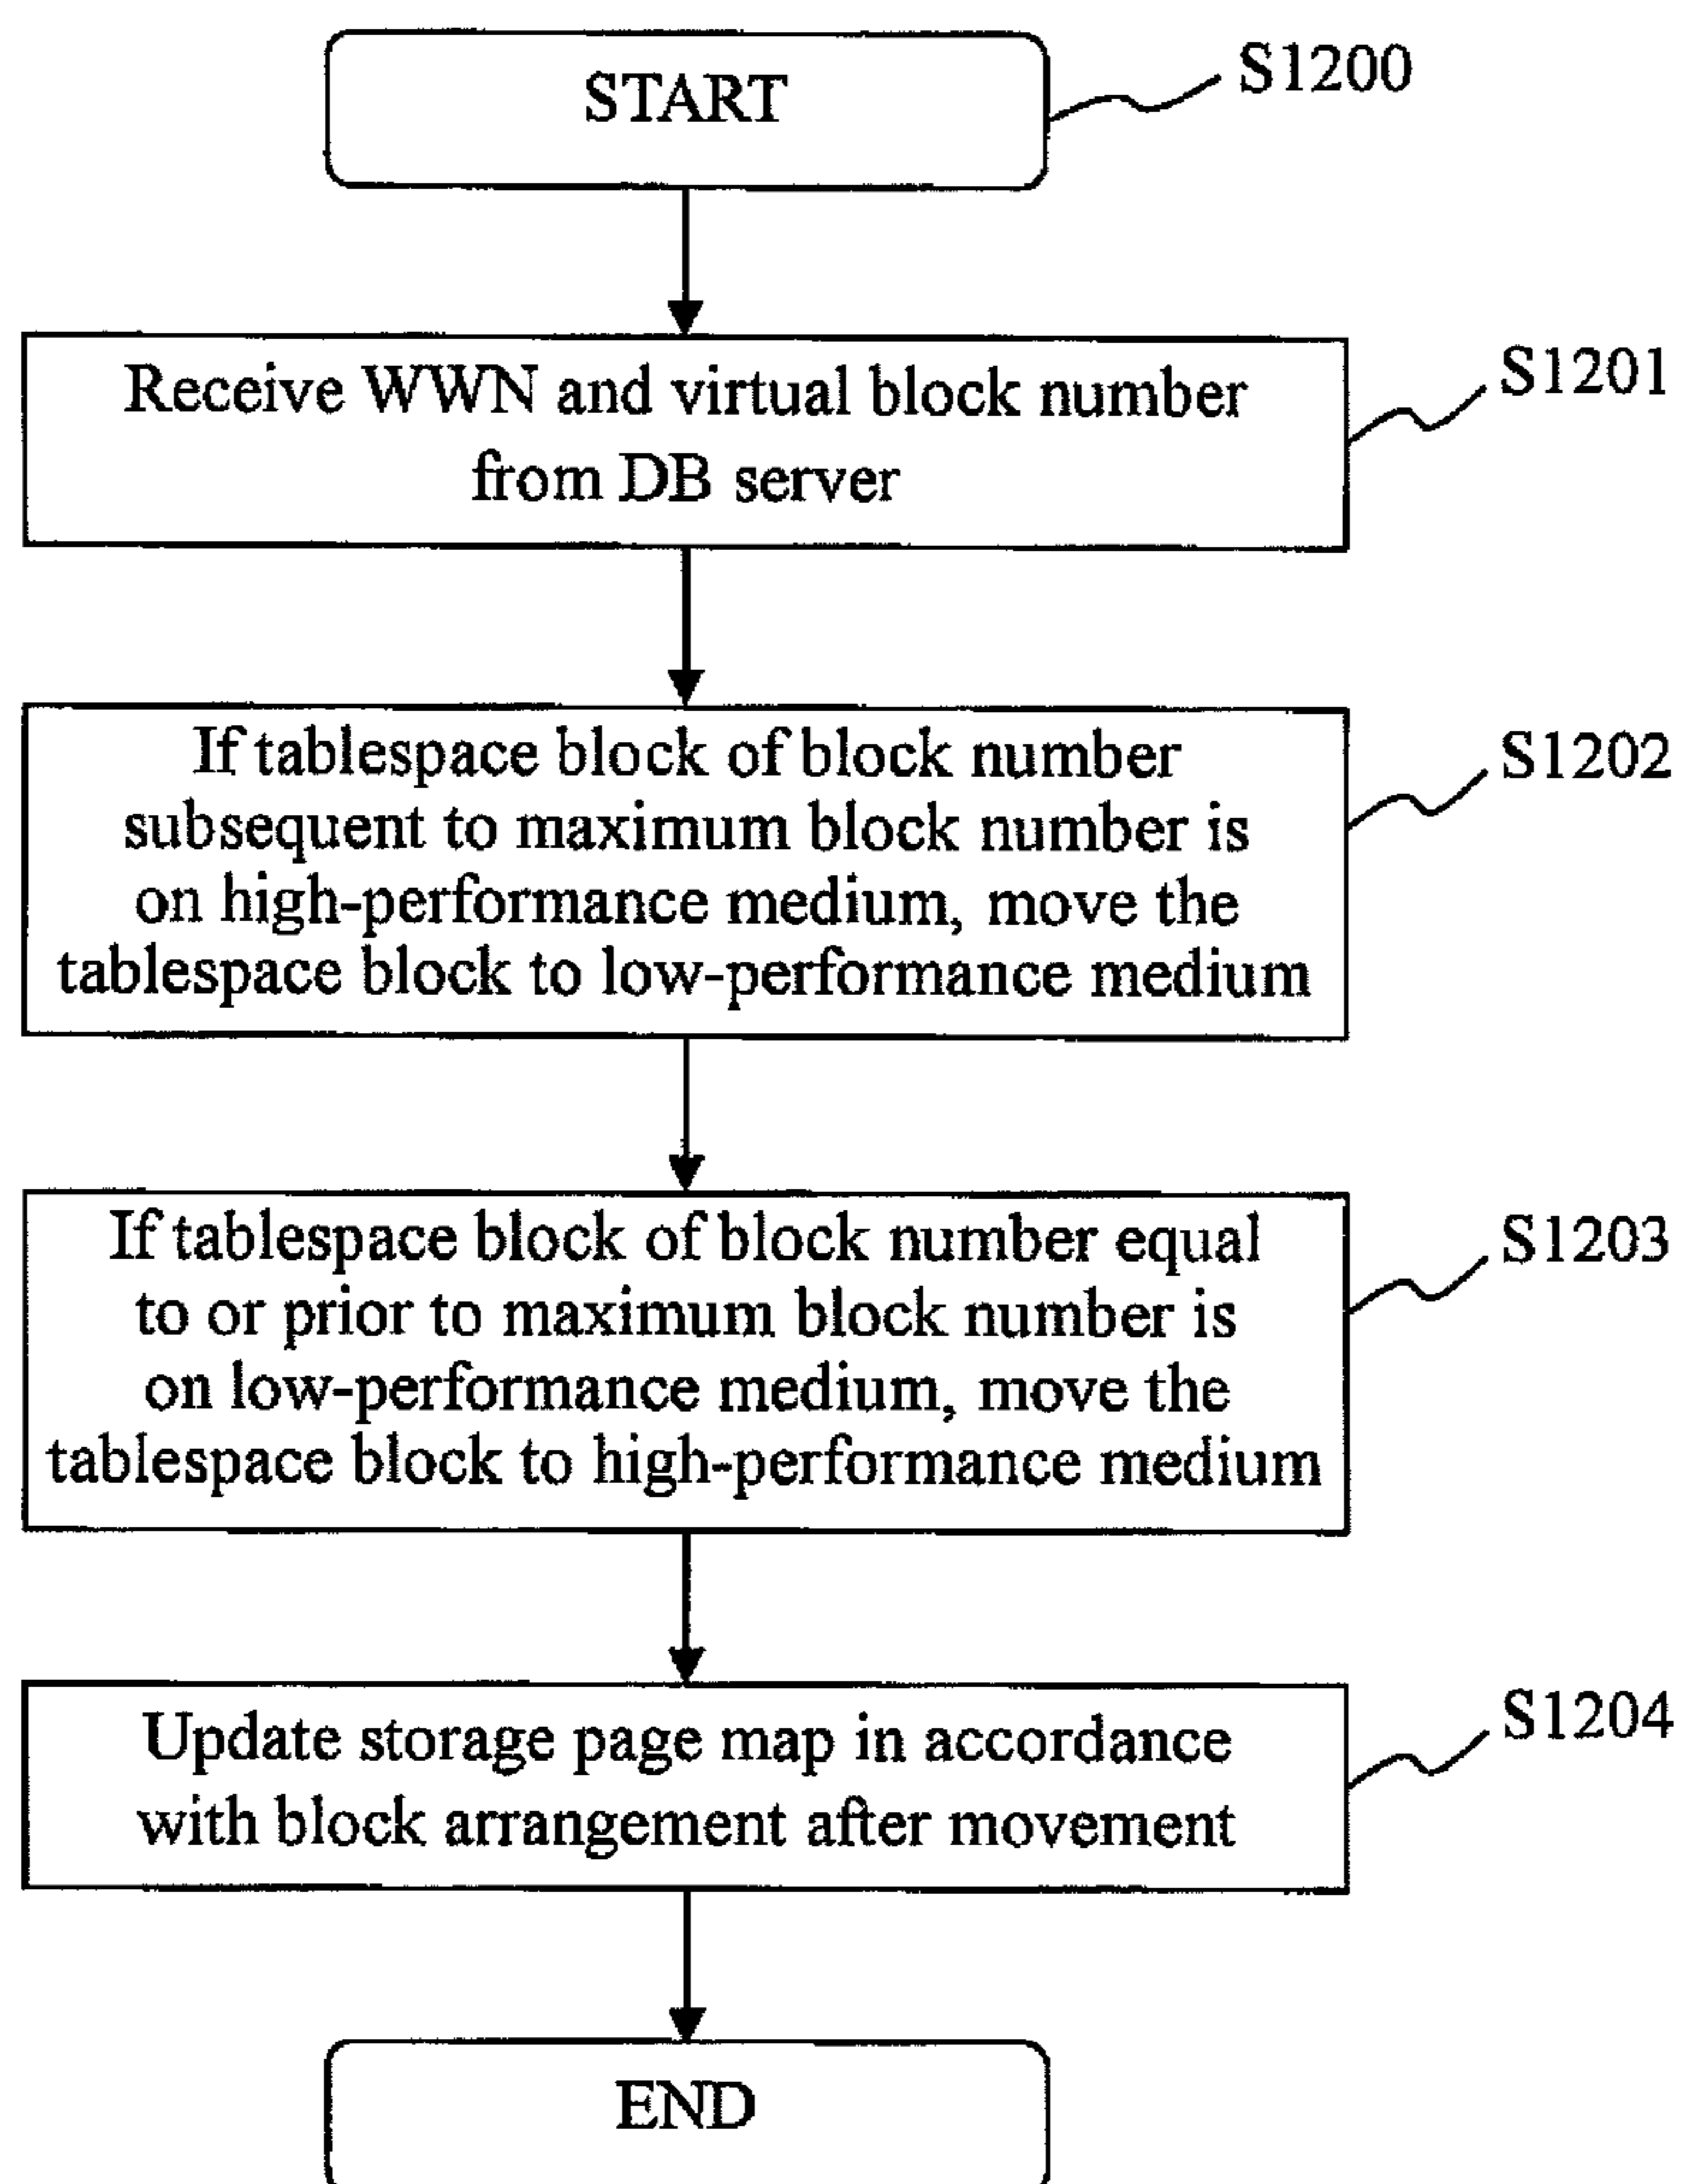 START
S1200
Receive WWN and virtual block number
from DB server
S1201
If tablespace block of block number
subsequent to maximum block number is
on high-performance medium, move the
tablespace block to low-performance medium
S1202
If tablespace block of block number equal
to or prior to maximum block number is
on low-performance medium, move the
tablespace block to high-performance medium
S1203
Update storage page map in accordance
with block arrangement after movement
S1204
END